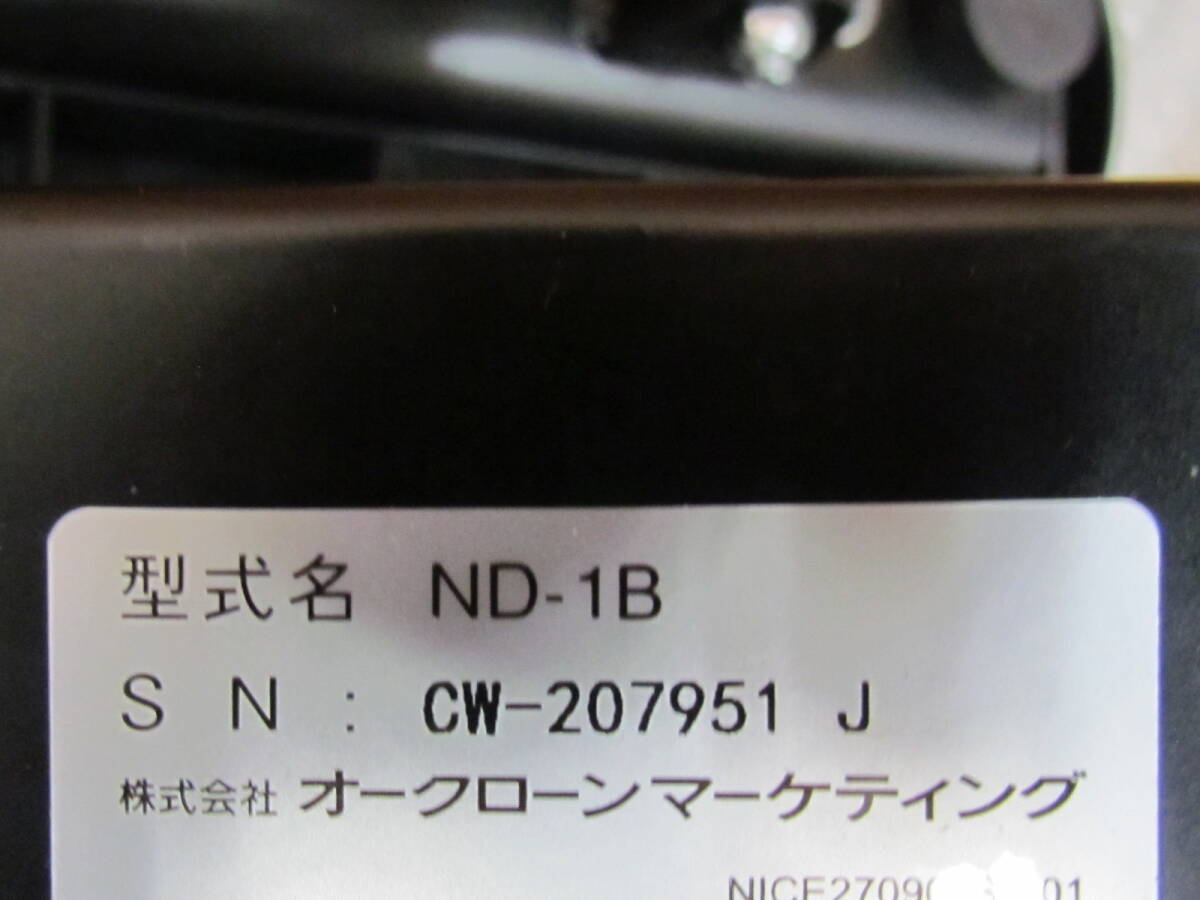 型式名 ND-1B
S N : CW-207951 J
株式会社 オークローンマーケティング